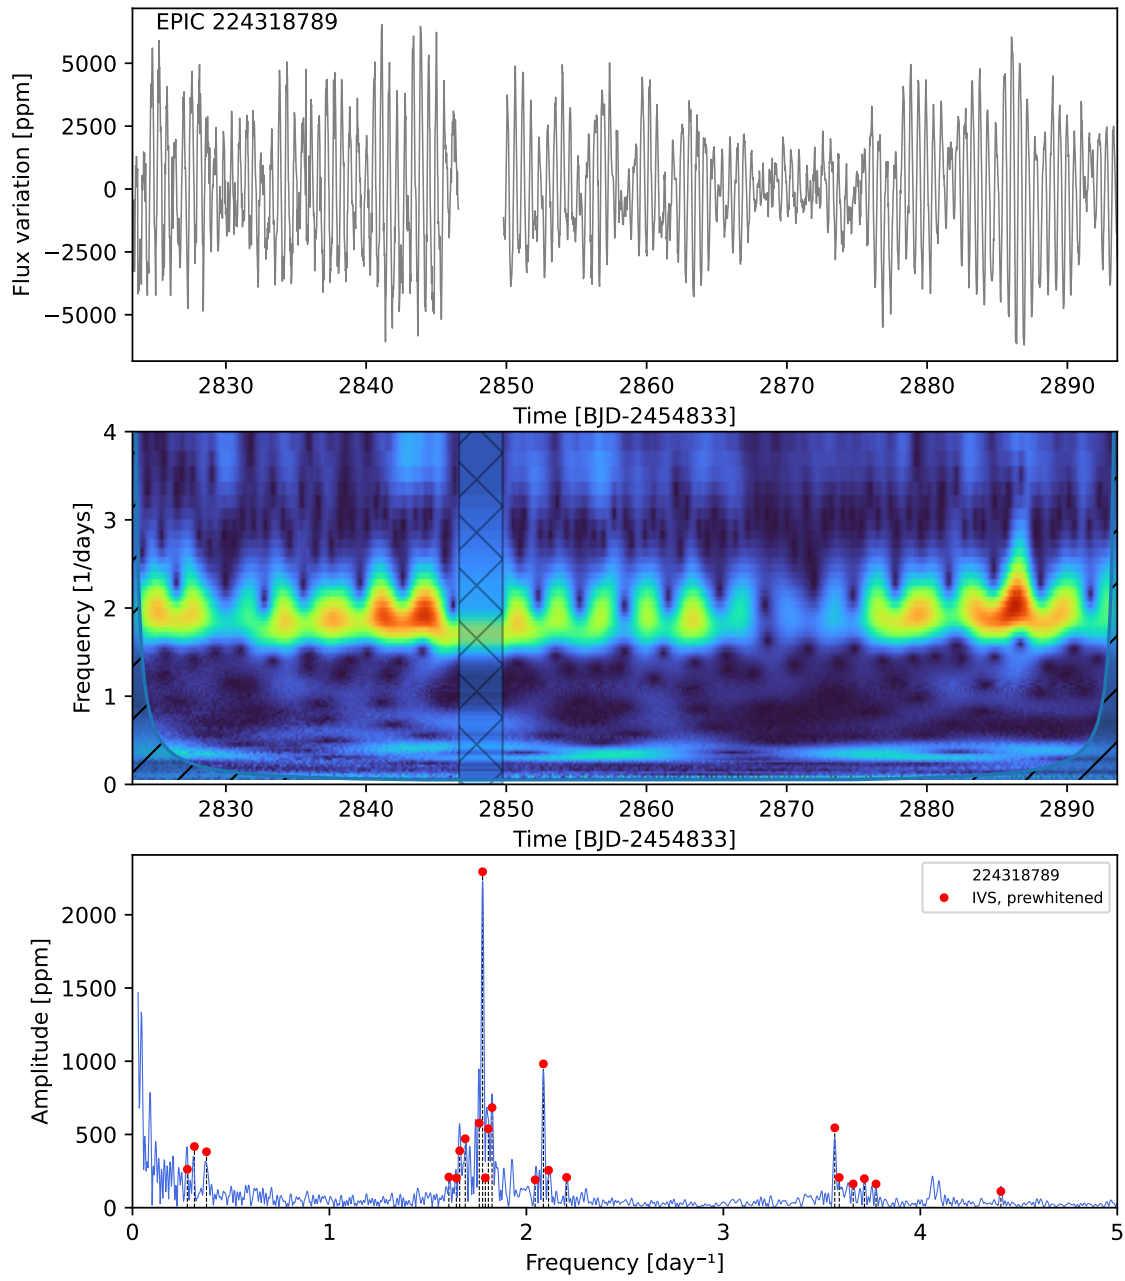 EPIC 224318789
5000
2500
0
−2500
−5000
Flux variation [ppm]
2830 2840 2850 2860 2870 2880 2890
Time [BJD-2454833]
4
3
2
1
0
Frequency [1/days]
2830 2840 2850 2860 2870 2880 2890
Time [BJD-2454833]
224318789
IVS, prewhitened
2000
1500
1000
500
0
Amplitude [ppm]
0 1 2 3 4 5
Frequency [day⁻¹]